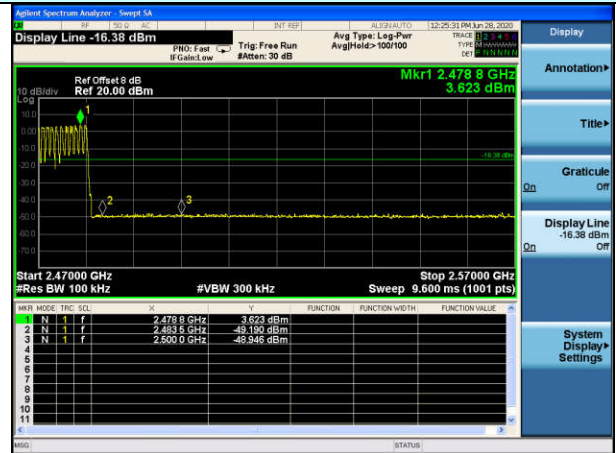 Agilent Spectrum Analyzer - Swept SA
RF 50 Ω AC INT REF ALIGNAUTO 12:25:31 PM Jun 28, 2020
Display Line -16.38 dBm
PNO: Fast
IFGain:Low
Trig: Free Run
#Atten: 30 dB
Avg Type: Log-Pwr
Avg|Hold:> 100/100
TRACE 1 2 3 4 5 6
TYPE M
DET P N N N N N
Ref Offset 8 dB
Ref 20.00 dBm
10 dB/div
Log
Mkr1 2.478 8 GHz
3.623 dBm
10.0
0.00
-10.0
-20.0
-30.0
-40.0
-50.0
-60.0
-70.0
1
2
3
-16.38 dBm
Start 2.47000 GHz
Stop 2.57000 GHz
#Res BW 100 kHz
#VBW 300 kHz
Sweep 9.600 ms (1001 pts)
MKR MODE TRC SCL X Y FUNCTION FUNCTION WIDTH FUNCTION VALUE
1 N 1 f 2.478 8 GHz 3.623 dBm
2 N 1 f 2.483 5 GHz -49.190 dBm
3 N 1 f 2.500 0 GHz -48.946 dBm
4
5
6
7
8
9
10
11
MSG
STATUS
Display
Annotation
Title
Graticule
On Off
Display Line
-16.38 dBm
On Off
System
Display
Settings